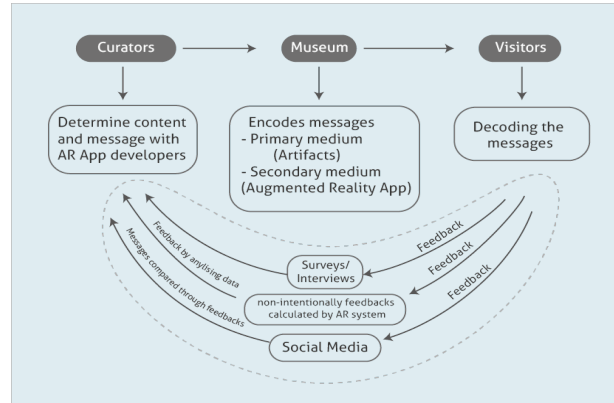 Curators
Museum
Visitors
Determine content
and message with
AR App developers
Encodes messages
- Primary medium
(Artifacts)
- Secondary medium
(Augmented Reality App)
Decoding the
messages
Feedback
Feedback
Feedback
Surveys/
Interviews
non-intentionally feedbacks
calculated by AR system
Social Media
Feedback by anylising data
Messages compared through feedbacks